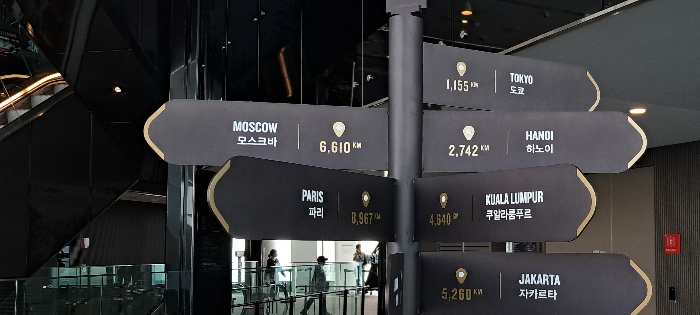 1,155 KM
TOKYO
도쿄
MOSCOW
모스크바
6,610 KM
2,742 KM
HANOI
하노이
PARIS
파리
8,967 KM
4,640 KM
KUALA LUMPUR
쿠알라룸푸르
5,260 KM
JAKARTA
자카르타